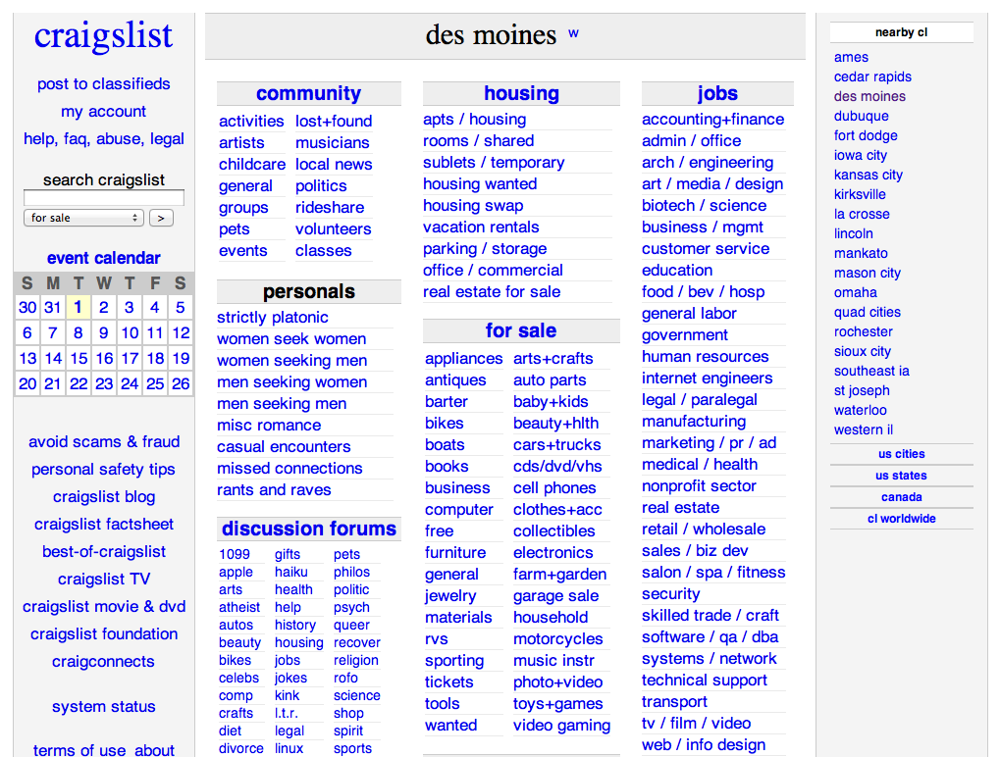 craigslist
post to classifieds
my account
help, faq, abuse, legal
search craigslist
for sale >
event calendar
S M T W T F S
30 31 1 2 3 4 5
6 7 8 9 10 11 12
13 14 15 16 17 18 19
20 21 22 23 24 25 26
avoid scams & fraud
personal safety tips
craigslist blog
craigslist factsheet
best-of-craigslist
craigslist TV
craigslist movie & dvd
craigslist foundation
craigconnects
system status
terms of use about
des moines w
community
activities lost+found
artists musicians
childcare local news
general politics
groups rideshare
pets volunteers
events classes
personals
strictly platonic
women seek women
women seeking men
men seeking women
men seeking men
misc romance
casual encounters
missed connections
rants and raves
discussion forums
1099 gifts pets
apple haiku philos
arts health politic
atheist help psych
autos history queer
beauty housing recover
bikes jobs religion
celebs jokes rofo
comp kink science
crafts l.t.r. shop
diet legal spirit
divorce linux sports
housing
apts / housing
rooms / shared
sublets / temporary
housing wanted
housing swap
vacation rentals
parking / storage
office / commercial
real estate for sale
for sale
appliances arts+crafts
antiques auto parts
barter baby+kids
bikes beauty+hlth
boats cars+trucks
books cds/dvd/vhs
business cell phones
computer clothes+acc
free collectibles
furniture electronics
general farm+garden
jewelry garage sale
materials household
rvs motorcycles
sporting music instr
tickets photo+video
tools toys+games
wanted video gaming
jobs
accounting+finance
admin / office
arch / engineering
art / media / design
biotech / science
business / mgmt
customer service
education
food / bev / hosp
general labor
government
human resources
internet engineers
legal / paralegal
manufacturing
marketing / pr / ad
medical / health
nonprofit sector
real estate
retail / wholesale
sales / biz dev
salon / spa / fitness
security
skilled trade / craft
software / qa / dba
systems / network
technical support
transport
tv / film / video
web / info design
nearby cl
ames
cedar rapids
des moines
dubuque
fort dodge
iowa city
kansas city
kirksville
la crosse
lincoln
mankato
mason city
omaha
quad cities
rochester
sioux city
southeast ia
st joseph
waterloo
western il
us cities
us states
canada
cl worldwide